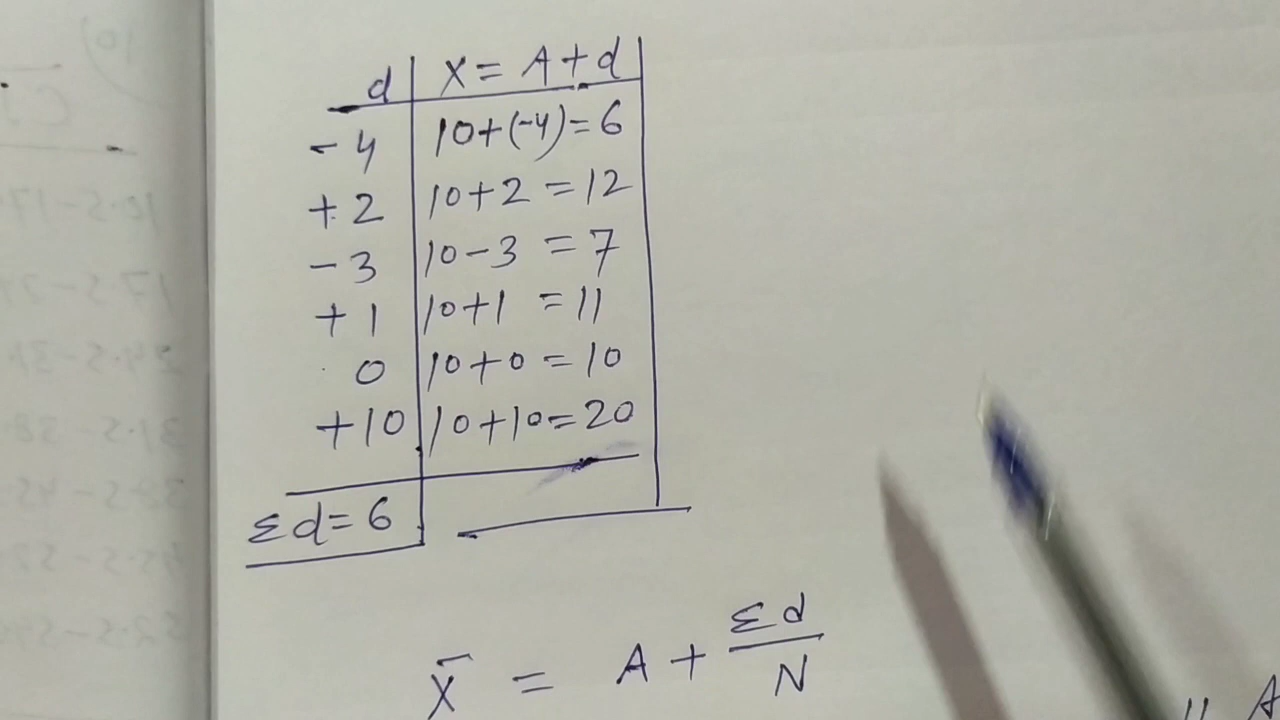 d X = A + d
- 4 10+(-4)=6
+ 2 10+2 =12
- 3 10-3 =7
+ 1 10+1 =11
0 10+0=10
+10 10+10=20
Σd=6
X̄ = A + Σd/N